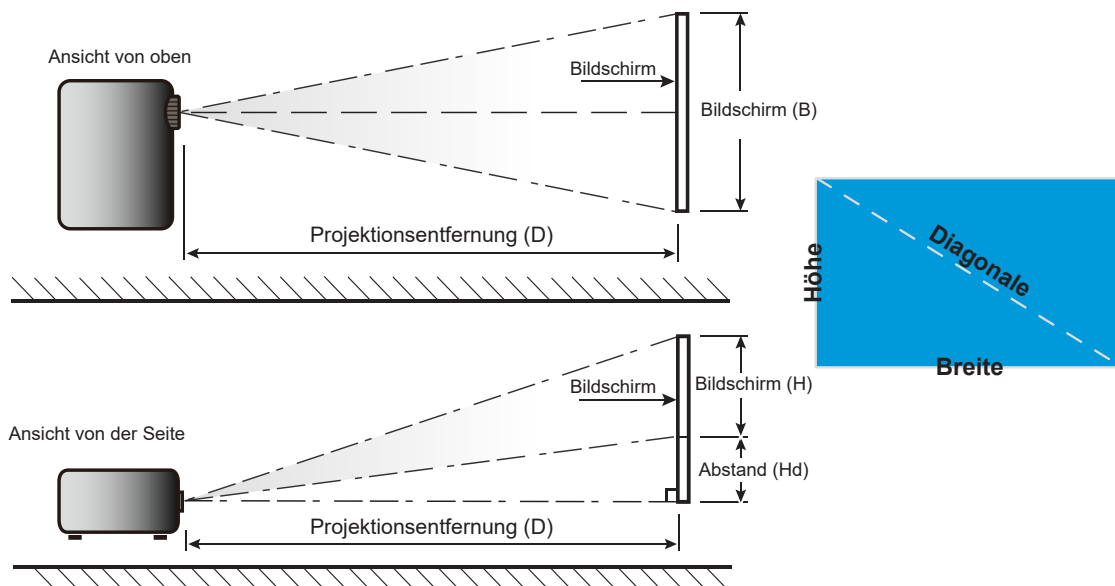 Ansicht von oben
Bildschirm
Bildschirm (B)
Projektionsentfernung (D)
Höhe
Diagonale
Breite
Ansicht von der Seite
Bildschirm
Bildschirm (H)
Abstand (Hd)
Projektionsentfernung (D)